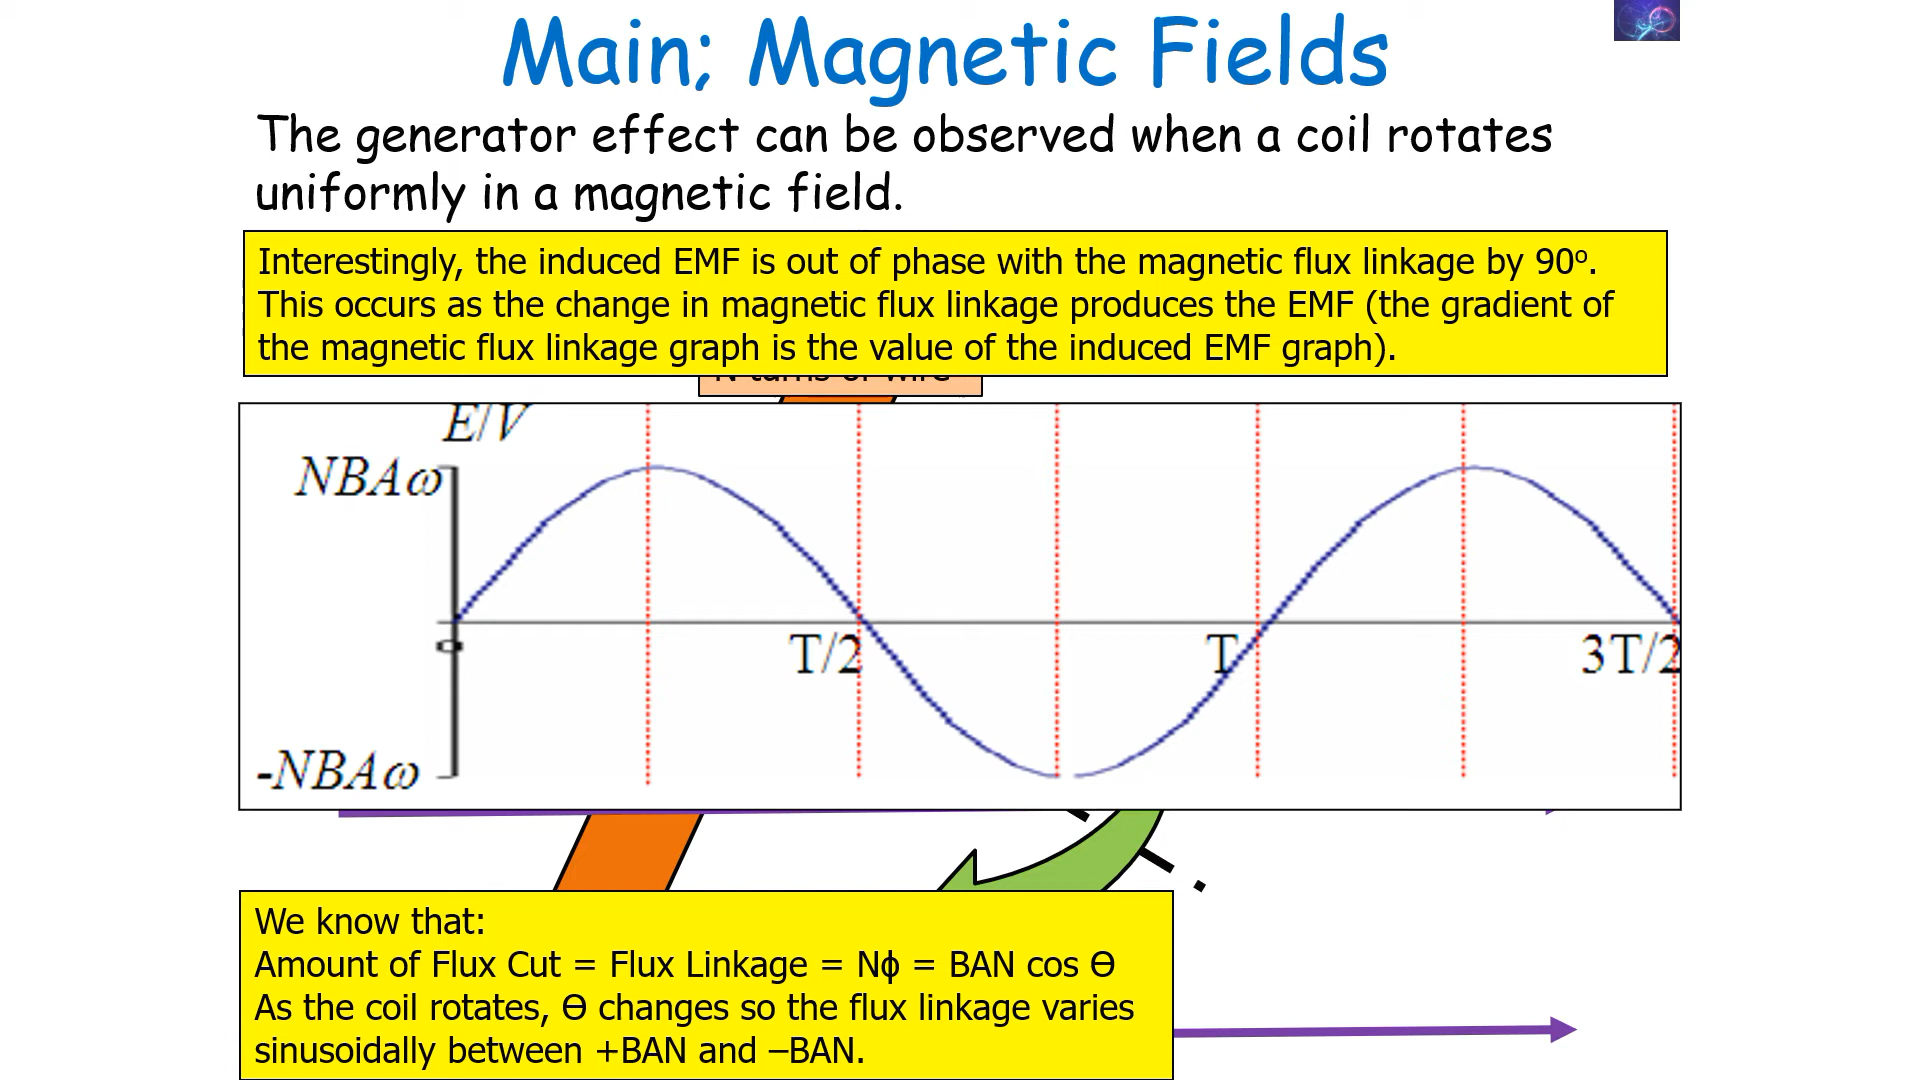 Main; Magnetic Fields
The generator effect can be observed when a coil rotates
uniformly in a magnetic field.
Interestingly, the induced EMF is out of phase with the magnetic flux linkage by 90º.
This occurs as the change in magnetic flux linkage produces the EMF (the gradient of
the magnetic flux linkage graph is the value of the induced EMF graph).
N turns of wire
E/V
NBAω
0
T/2
T
3T/2
-NBAω
We know that:
Amount of Flux Cut = Flux Linkage = Nϕ = BAN cos Ө
As the coil rotates, Ө changes so the flux linkage varies
sinusoidally between +BAN and –BAN.